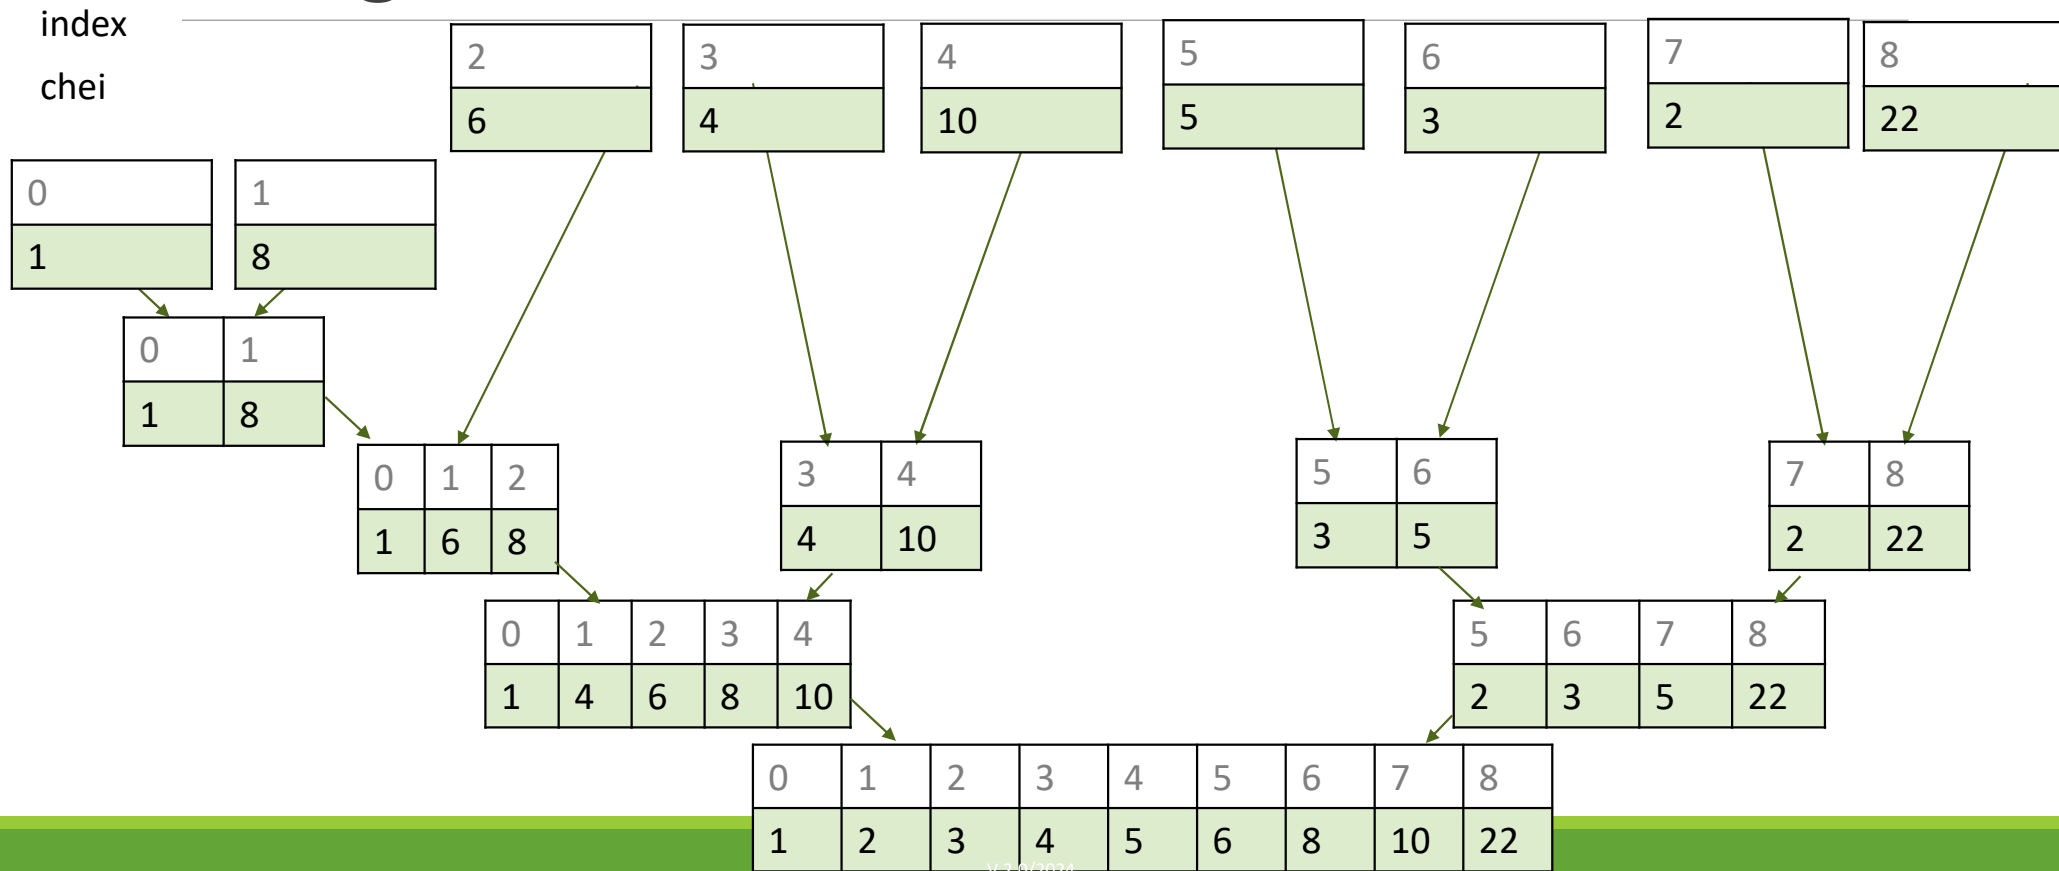 index
2 3 4 5 6 7 8
chei
6 4 10 5 3 2 22
0 1
1 8
0 1
1 8
0 1 2
1 6 8
3 4
4 10
5 6
3 5
7 8
2 22
0 1 2 3 4
1 4 6 8 10
5 6 7 8
2 3 5 22
0 1 2 3 4 5 6 7 8
1 2 3 4 5 6 8 10 22